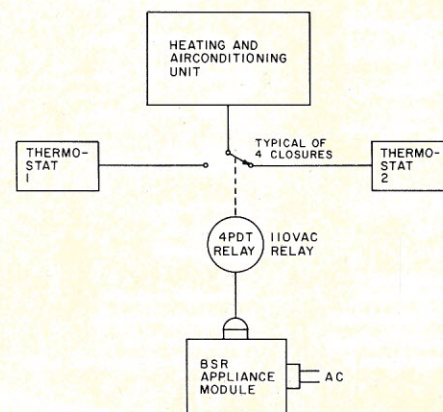 HEATING AND
AIRCONDITIONING
UNIT
TYPICAL OF
4 CLOSURES
THERMO-
STAT
1
THERMO-
STAT
2
4PDT
RELAY
110VAC
RELAY
BSR
APPLIANCE
MODULE
AC